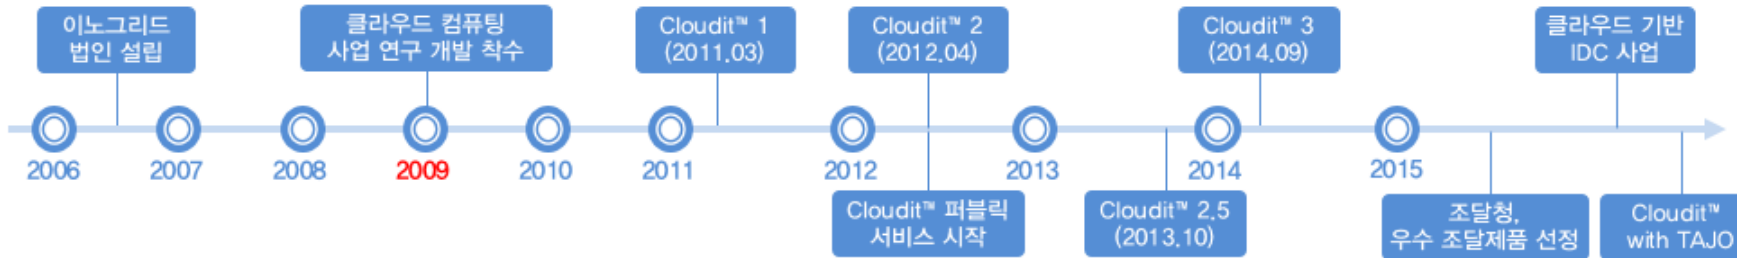 이노그리드
법인 설립
클라우드 컴퓨팅
사업 연구 개발 착수
Cloudit™ 1
(2011.03)
Cloudit™ 2
(2012.04)
Cloudit™ 3
(2014.09)
클라우드 기반
IDC 사업
2006
2007
2008
2009
2010
2011
2012
2013
2014
2015
Cloudit™ 퍼블릭
서비스 시작
Cloudit™ 2.5
(2013.10)
조달청,
우수 조달제품 선정
Cloudit™
with TAJO